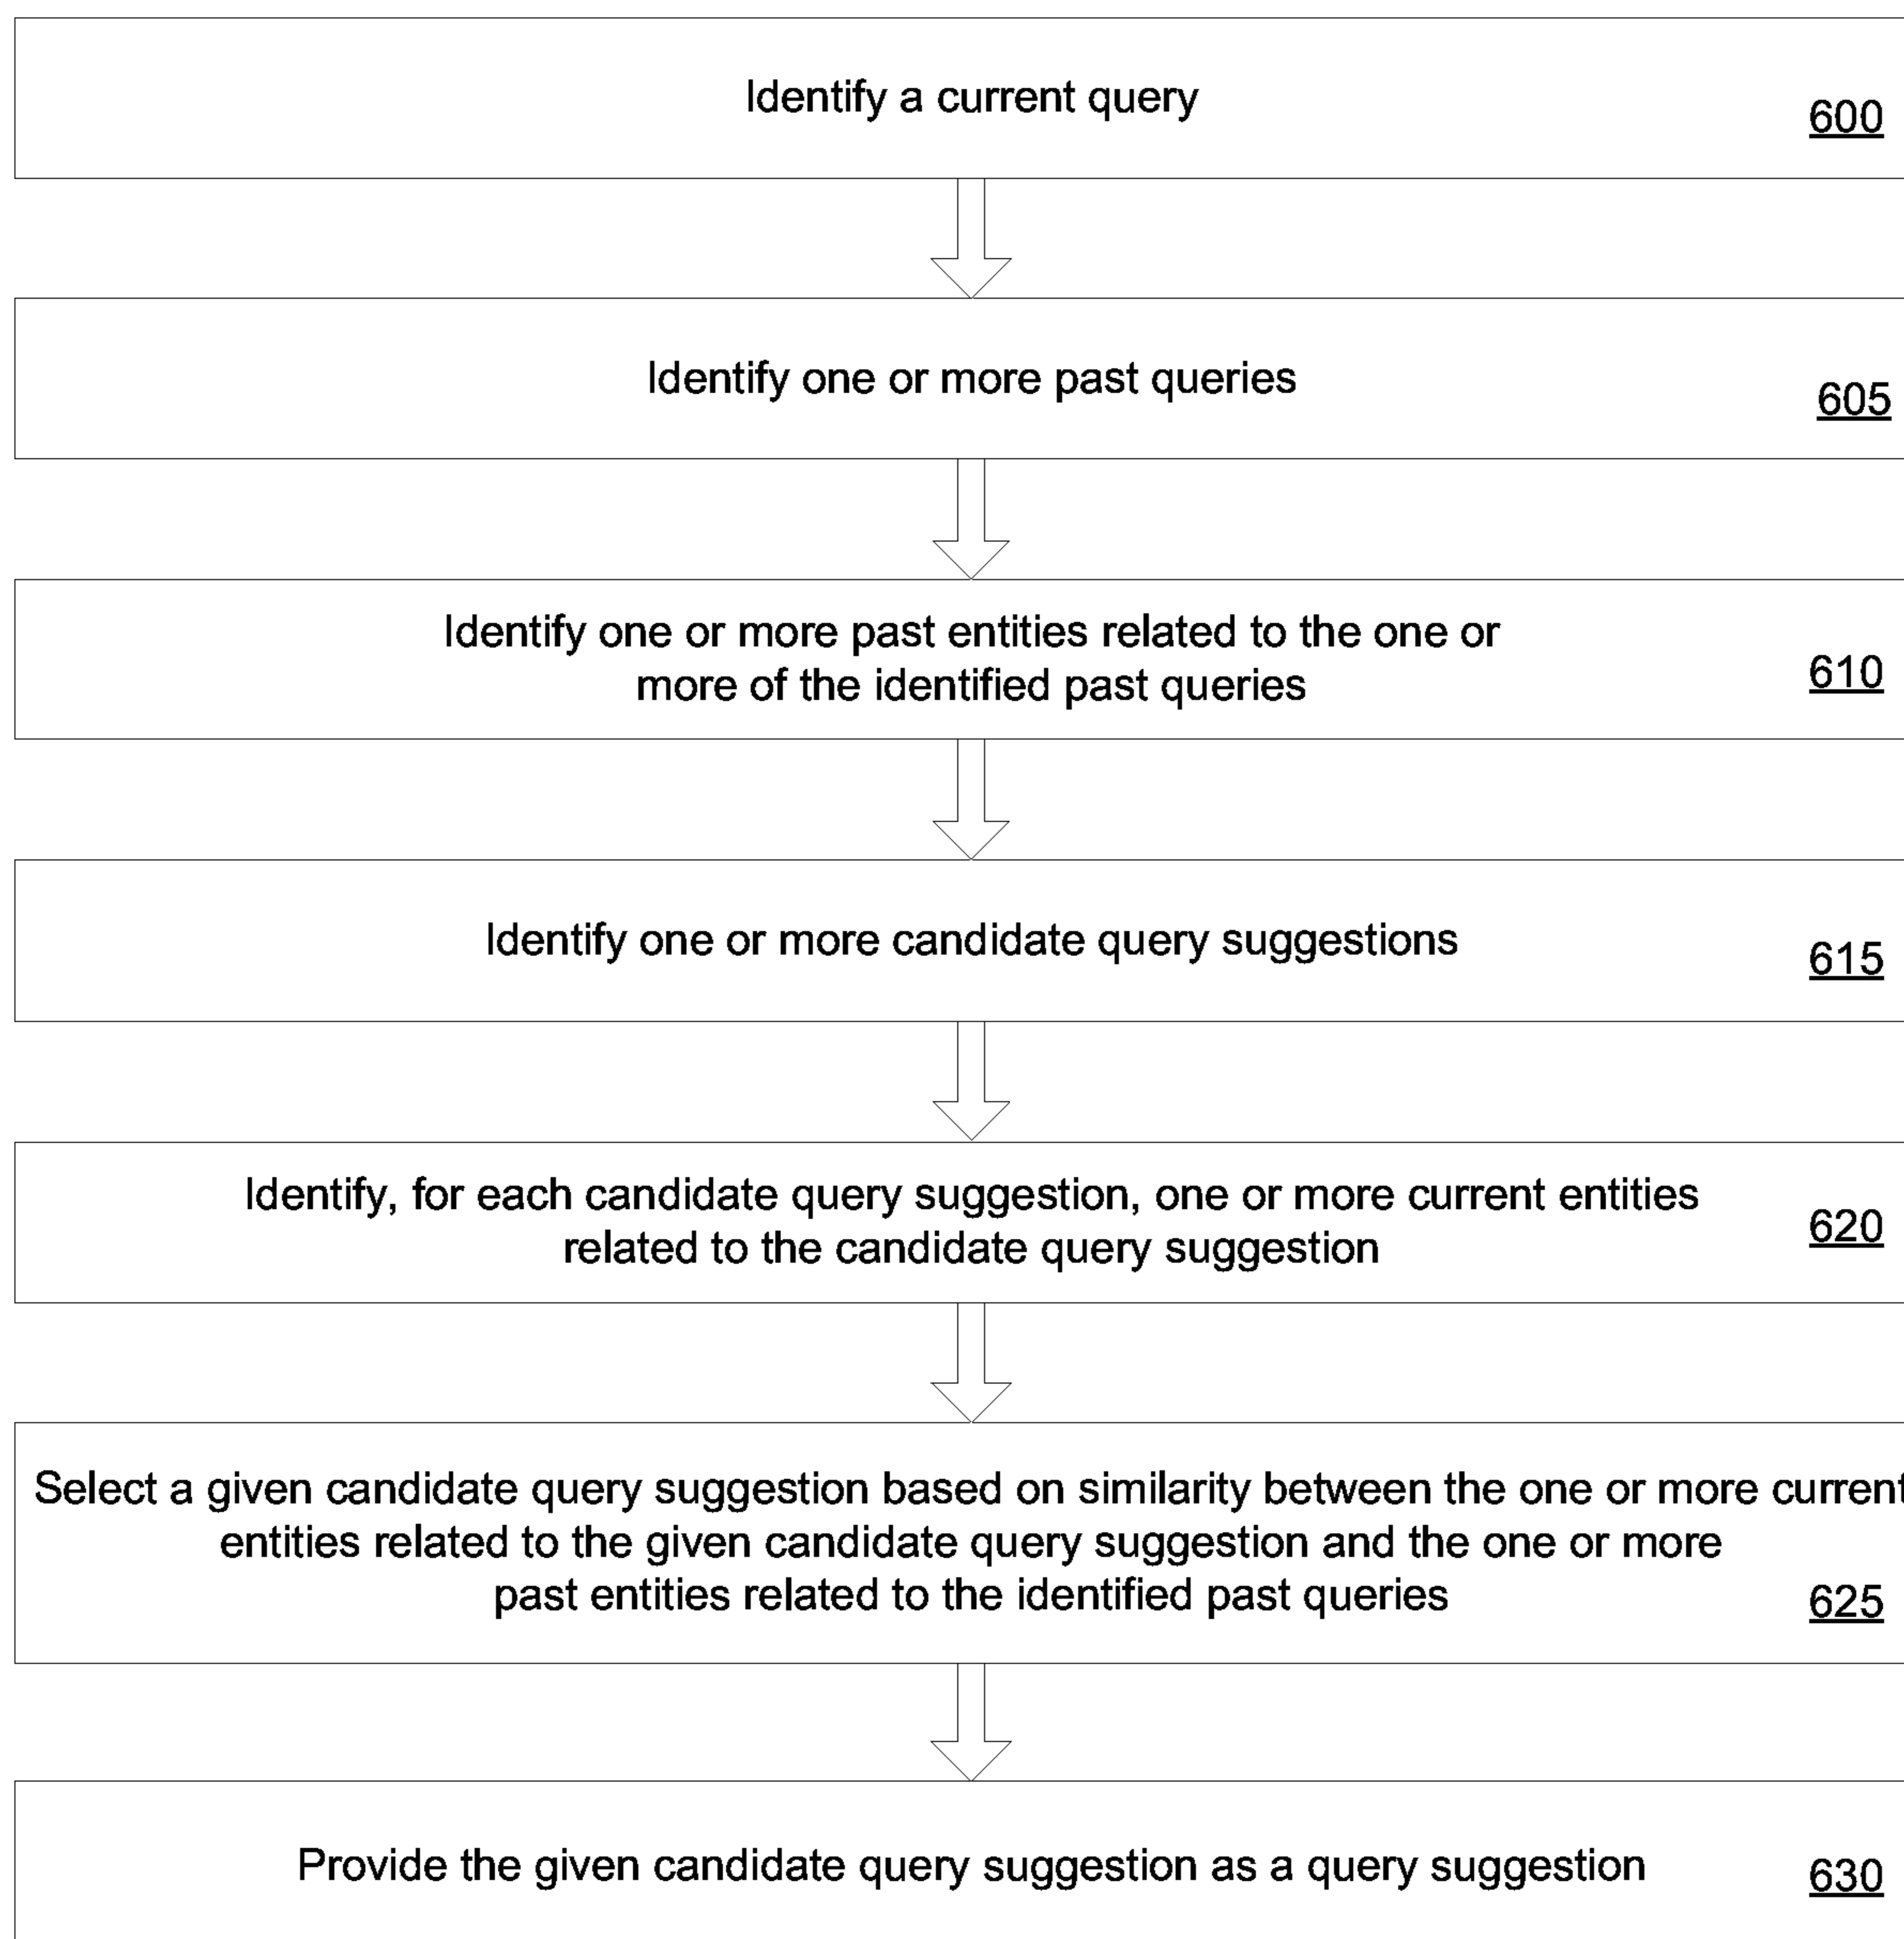 Identify a current query
600
Identify one or more past queries
605
Identify one or more past entities related to the one or
more of the identified past queries
610
Identify one or more candidate query suggestions
615
Identify, for each candidate query suggestion, one or more current entities
related to the candidate query suggestion
620
Select a given candidate query suggestion based on similarity between the one or more current
entities related to the given candidate query suggestion and the one or more
past entities related to the identified past queries
625
Provide the given candidate query suggestion as a query suggestion
630